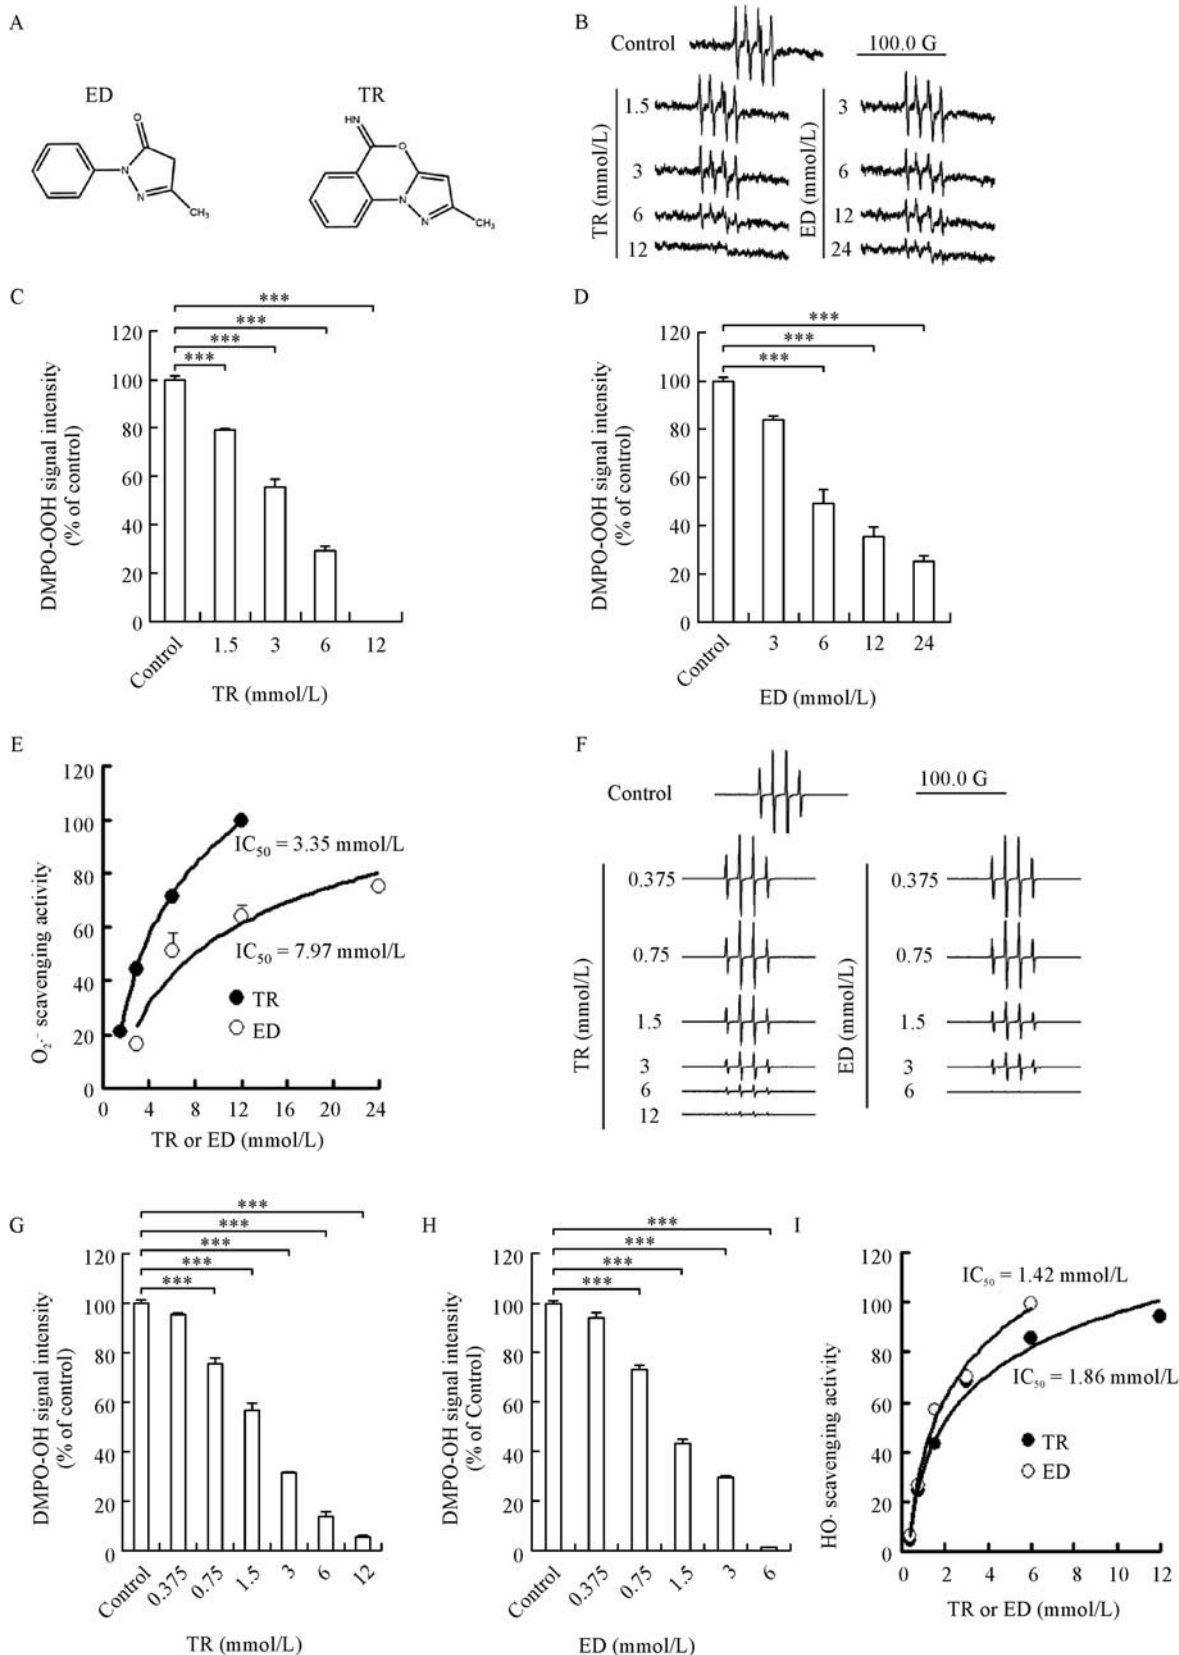 A
ED
TR
O
N
N
CH₃
HN
O
N
N
CH₃
B
Control
100.0 G
TR (mmol/L)
1.5
3
6
12
ED (mmol/L)
3
6
12
24
C
***
***
***
***
DMPO-OOH signal intensity
(% of control)
120
100
80
60
40
20
0
Control
1.5
3
6
12
TR (mmol/L)
D
***
***
***
DMPO-OOH signal intensity
(% of control)
120
100
80
60
40
20
0
Control
3
6
12
24
ED (mmol/L)
E
O₂·⁻ scavenging activity
120
100
80
60
40
20
0
IC₅₀ = 3.35 mmol/L
IC₅₀ = 7.97 mmol/L
TR
ED
0 4 8 12 16 20 24
TR or ED (mmol/L)
F
Control
100.0 G
TR (mmol/L)
0.375
0.75
1.5
3
6
12
ED (mmol/L)
0.375
0.75
1.5
3
6
G
***
***
***
***
***
DMPO-OH signal intensity
(% of control)
120
100
80
60
40
20
0
Control
0.375
0.75
1.5
3
6
12
TR (mmol/L)
H
***
***
***
***
DMPO-OH signal intensity
(% of Control)
120
100
80
60
40
20
0
Control
0.375
0.75
1.5
3
6
ED (mmol/L)
I
HO· scavenging activity
120
100
80
60
40
20
0
IC₅₀ = 1.42 mmol/L
IC₅₀ = 1.86 mmol/L
TR
ED
0 2 4 6 8 10 12
TR or ED (mmol/L)